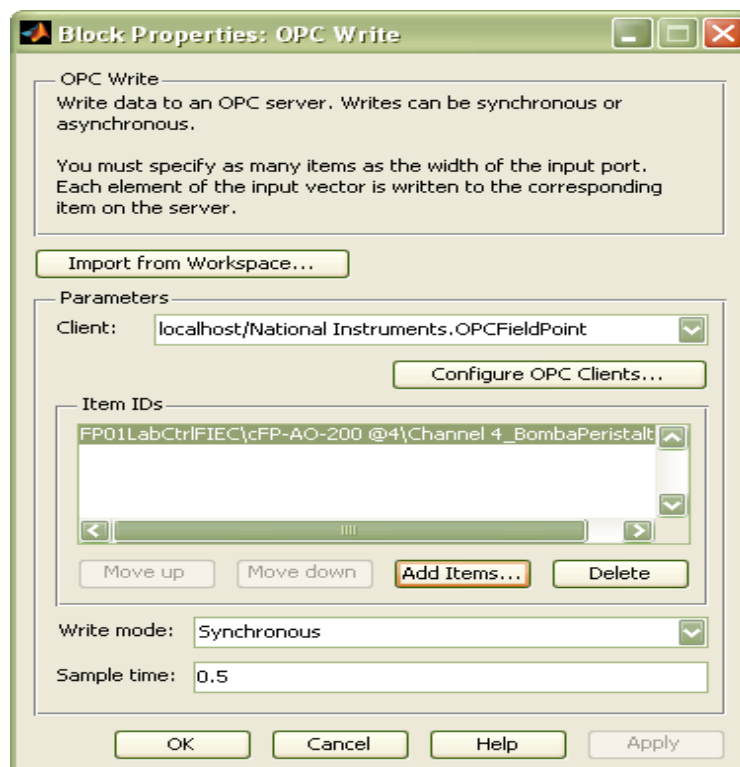 Block Properties: OPC Write
OPC Write
Write data to an OPC server. Writes can be synchronous or
asynchronous.
You must specify as many items as the width of the input port.
Each element of the input vector is written to the corresponding
item on the server.
Import from Workspace...
Parameters
Client: localhost/National Instruments.OPCFieldPoint
Configure OPC Clients...
Item IDs
FP01LabCtrlFIEC\cFP-AO-200 @4\Channel 4_BombaPeristalt
Move up Move down Add Items... Delete
Write mode: Synchronous
Sample time: 0.5
OK Cancel Help Apply